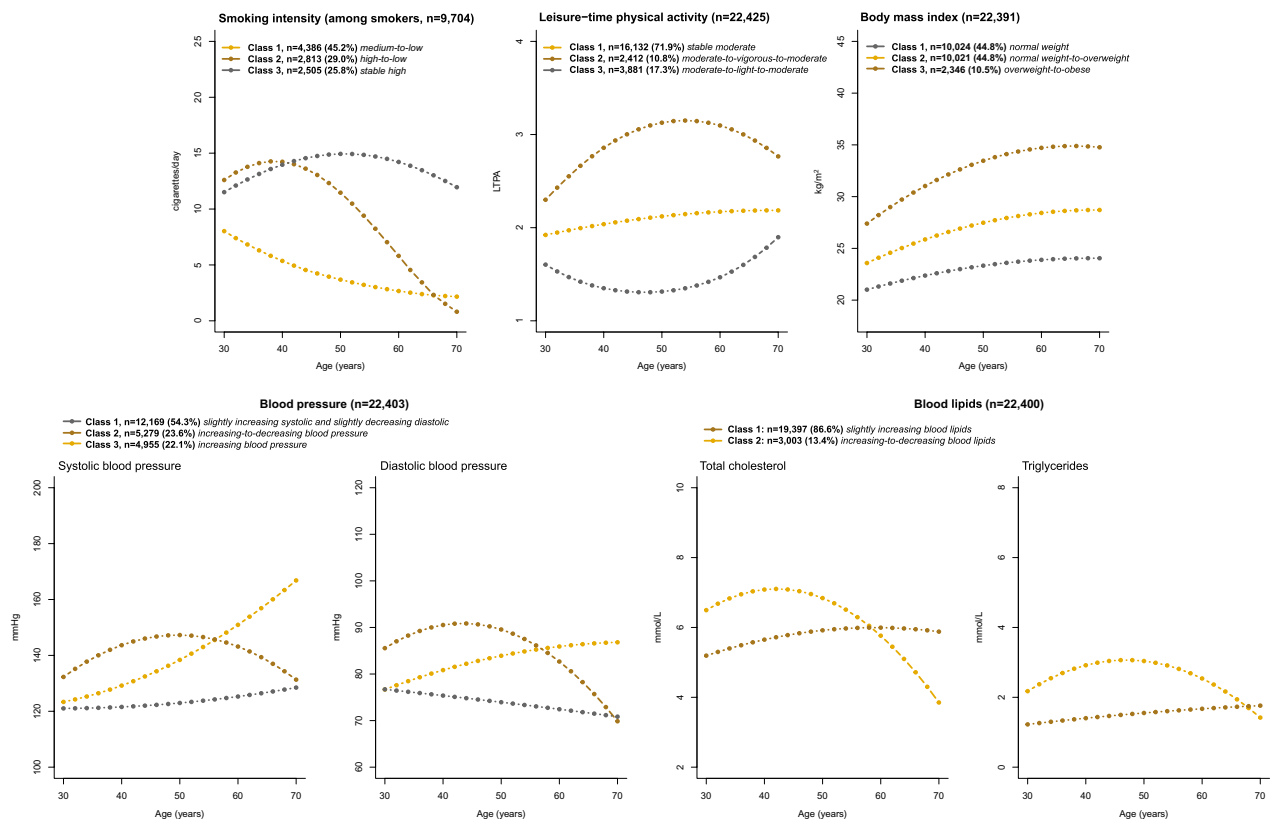 Smoking intensity (among smokers, n=9,704)
Class 1, n=4,386 (45.2%) medium-to-low
Class 2, n=2,813 (29.0%) high-to-low
Class 3, n=2,505 (25.8%) stable high
cigarettes/day
25
20
15
10
5
0
30 40 50 60 70
Age (years)
Leisure−time physical activity (n=22,425)
Class 1, n=16,132 (71.9%) stable moderate
Class 2, n=2,412 (10.8%) moderate-to-vigorous-to-moderate
Class 3, n=3,881 (17.3%) moderate-to-light-to-moderate
LTPA
4
3
2
1
30 40 50 60 70
Age (years)
Body mass index (n=22,391)
Class 1, n=10,024 (44.8%) normal weight
Class 2, n=10,021 (44.8%) normal weight-to-overweight
Class 3, n=2,346 (10.5%) overweight-to-obese
kg/m²
45
40
35
30
25
20
30 40 50 60 70
Age (years)
Blood pressure (n=22,403)
Class 1, n=12,169 (54.3%) slightly increasing systolic and slightly decreasing diastolic
Class 2, n=5,279 (23.6%) increasing-to-decreasing blood pressure
Class 3, n=4,955 (22.1%) increasing blood pressure
Systolic blood pressure
mmHg
200
180
160
140
120
100
30 40 50 60 70
Age (years)
Diastolic blood pressure
mmHg
120
110
100
90
80
70
60
30 40 50 60 70
Age (years)
Blood lipids (n=22,400)
Class 1: n=19,397 (86.6%) slightly increasing blood lipids
Class 2: n=3,003 (13.4%) increasing-to-decreasing blood lipids
Total cholesterol
mmol/L
10
8
6
4
2
30 40 50 60 70
Age (years)
Triglycerides
mmol/L
8
6
4
2
0
30 40 50 60 70
Age (years)